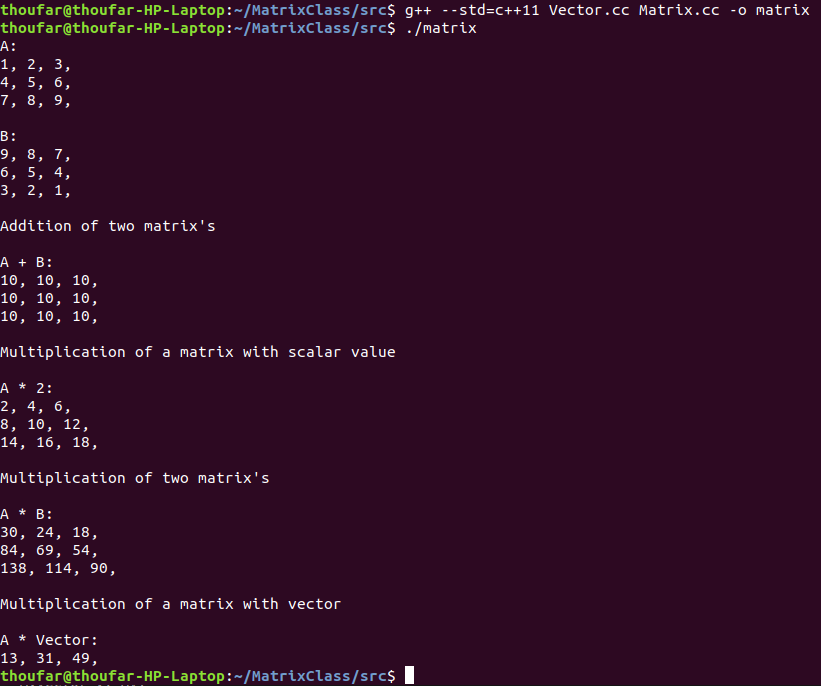 thoufar@thoufar-HP-Laptop:~/MatrixClass/src$ g++ --std=c++11 Vector.cc Matrix.cc -o matrix
thoufar@thoufar-HP-Laptop:~/MatrixClass/src$ ./matrix
A:
1, 2, 3,
4, 5, 6,
7, 8, 9,
B:
9, 8, 7,
6, 5, 4,
3, 2, 1,
Addition of two matrix's
A + B:
10, 10, 10,
10, 10, 10,
10, 10, 10,
Multiplication of a matrix with scalar value
A * 2:
2, 4, 6,
8, 10, 12,
14, 16, 18,
Multiplication of two matrix's
A * B:
30, 24, 18,
84, 69, 54,
138, 114, 90,
Multiplication of a matrix with vector
A * Vector:
13, 31, 49,
thoufar@thoufar-HP-Laptop:~/MatrixClass/src$